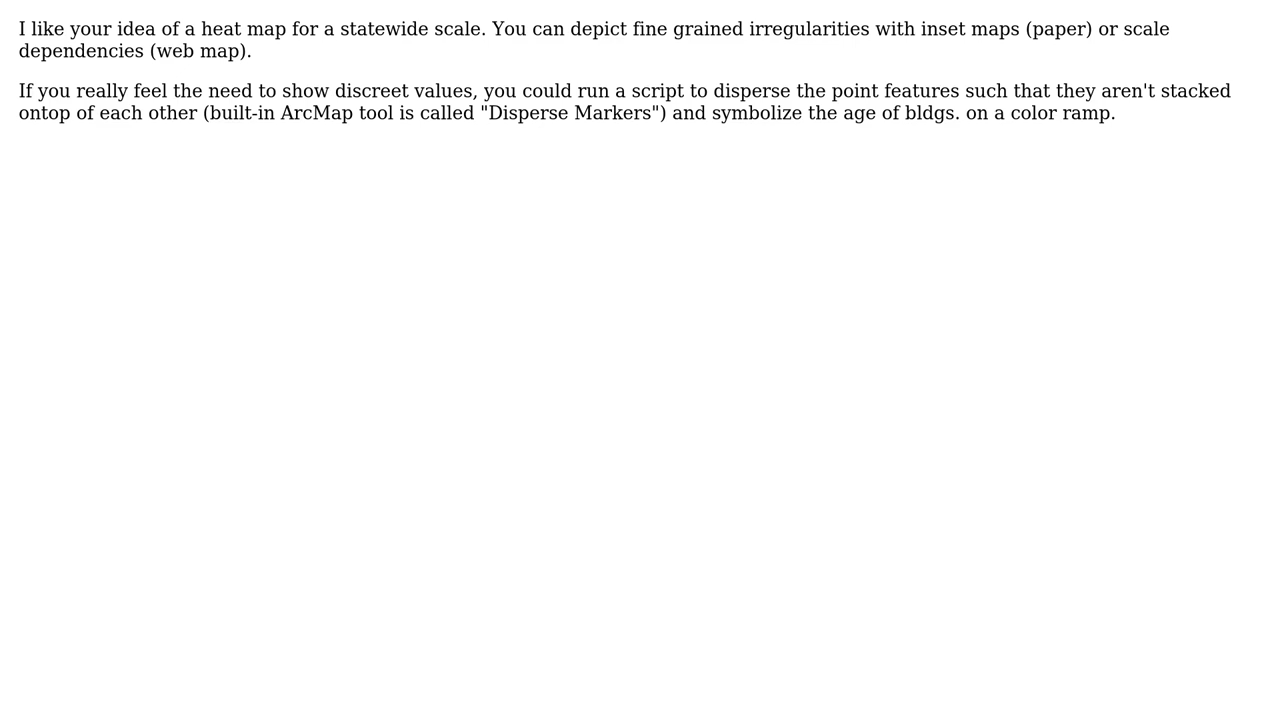 I like your idea of a heat map for a statewide scale. You can depict fine grained irregularities with inset maps (paper) or scale
dependencies (web map).
If you really feel the need to show discreet values, you could run a script to disperse the point features such that they aren't stacked
ontop of each other (built-in ArcMap tool is called "Disperse Markers") and symbolize the age of bldgs. on a color ramp.